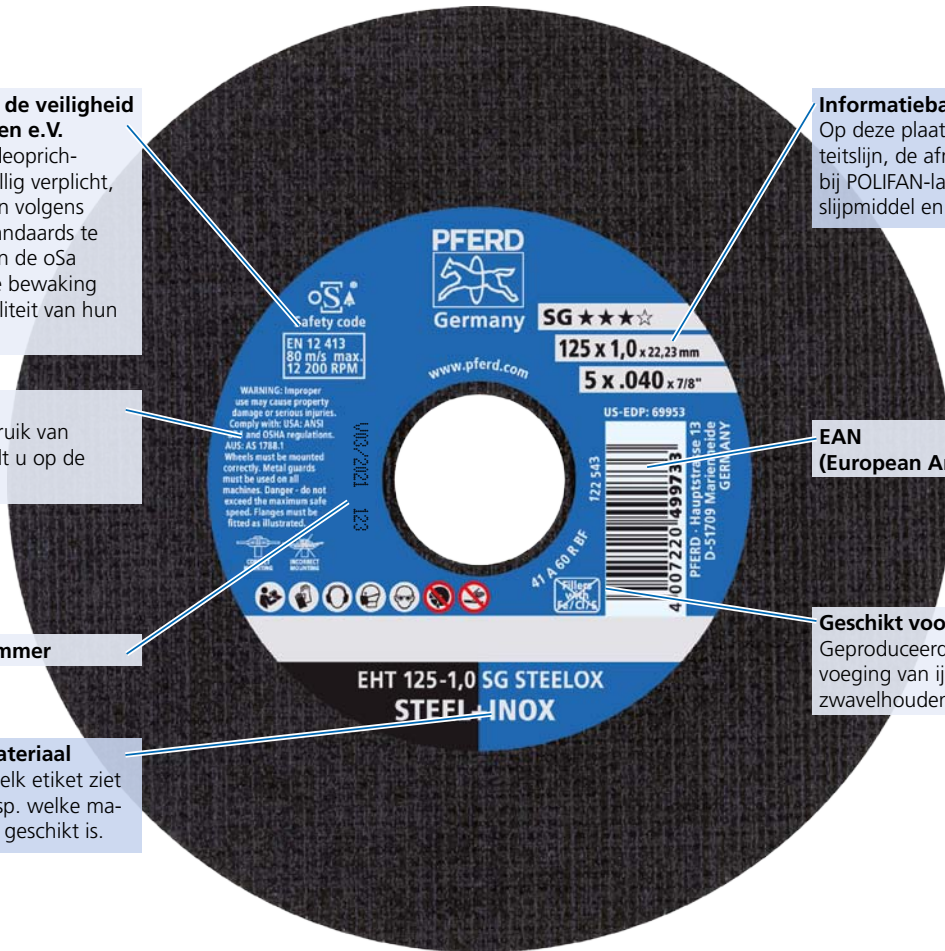 de veiligheid
en e.V.
deoprich-
llig verplicht,
n volgens
andaards te
n de oSa
e bewaking
liteit van hun
ruik van
lt u op de
mmer
ateriaal
elk etiket ziet
sp. welke ma-
geschikt is.
PFERD
Germany
www.pferd.com
oSa
Safety code
EN 12 413
80 m/s max.
12 200 RPM
WARNING: Improper
use may cause property
damage or serious injuries.
Comply with: USA: ANSI
and OSHA regulations.
AUS: AS 1788.1
Wheels must be mounted
correctly. Metal guards
must be used on all
machines. Danger - do not
exceed the maximum safe
speed. Flanges must be
fitted as illustrated.
CORRECT
MOUNTING
INCORRECT
MOUNTING
V03/2021 123
SG ★★★☆
125 x 1,0 x 22,23 mm
5 x .040 x 7/8"
US-EDP: 69953
122 543
4 007220 499733
PFERD · Hauptstrasse 13
D-51709 Marienheide
GERMANY
41 A 60 R BF
Fillers
with
Fe/Cl/S
EHT 125-1,0 SG STEELOX
STEEL+INOX
Informatieba
Op deze plaat
teitslijn, de afr
bij POLIFAN-la
slijpmiddel en
EAN
(European Ar
Geschikt voo
Geproduceerd
voeging van ij
zwavelhouden